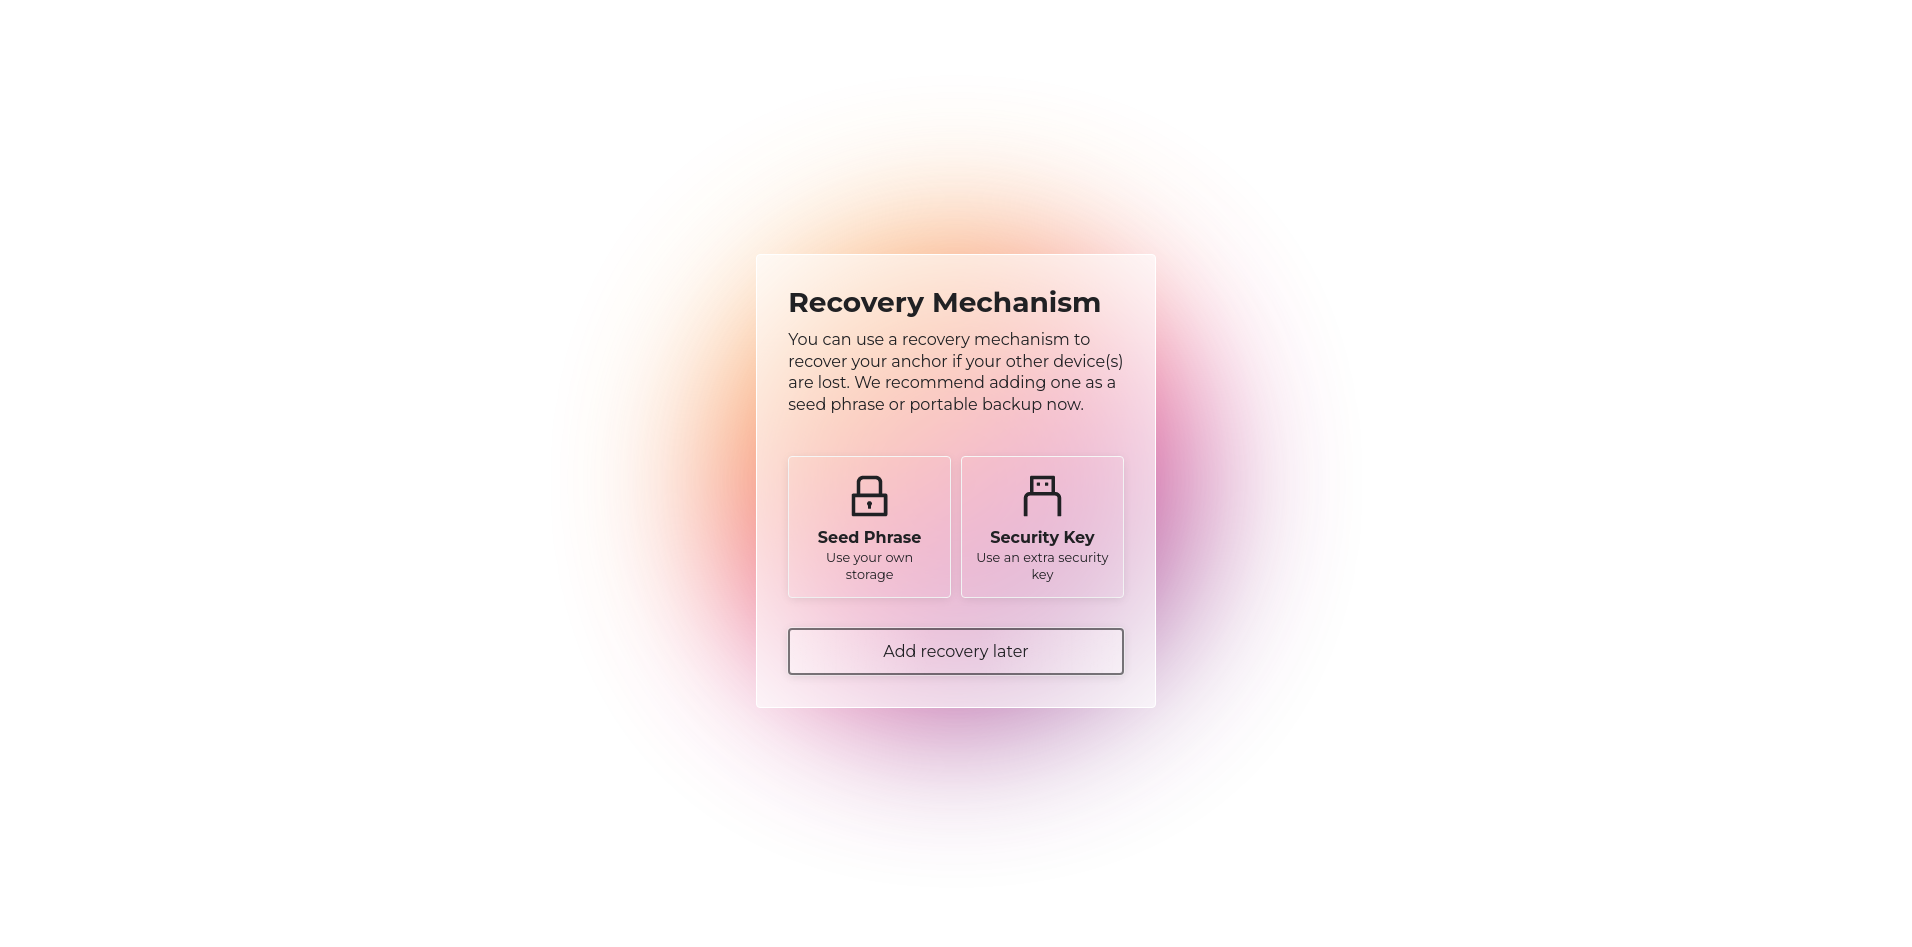 Recovery Mechanism
You can use a recovery mechanism to
recover your anchor if your other device(s)
are lost. We recommend adding one as a
seed phrase or portable backup now.
Seed Phrase
Use your own
storage
Security Key
Use an extra security
key
Add recovery later